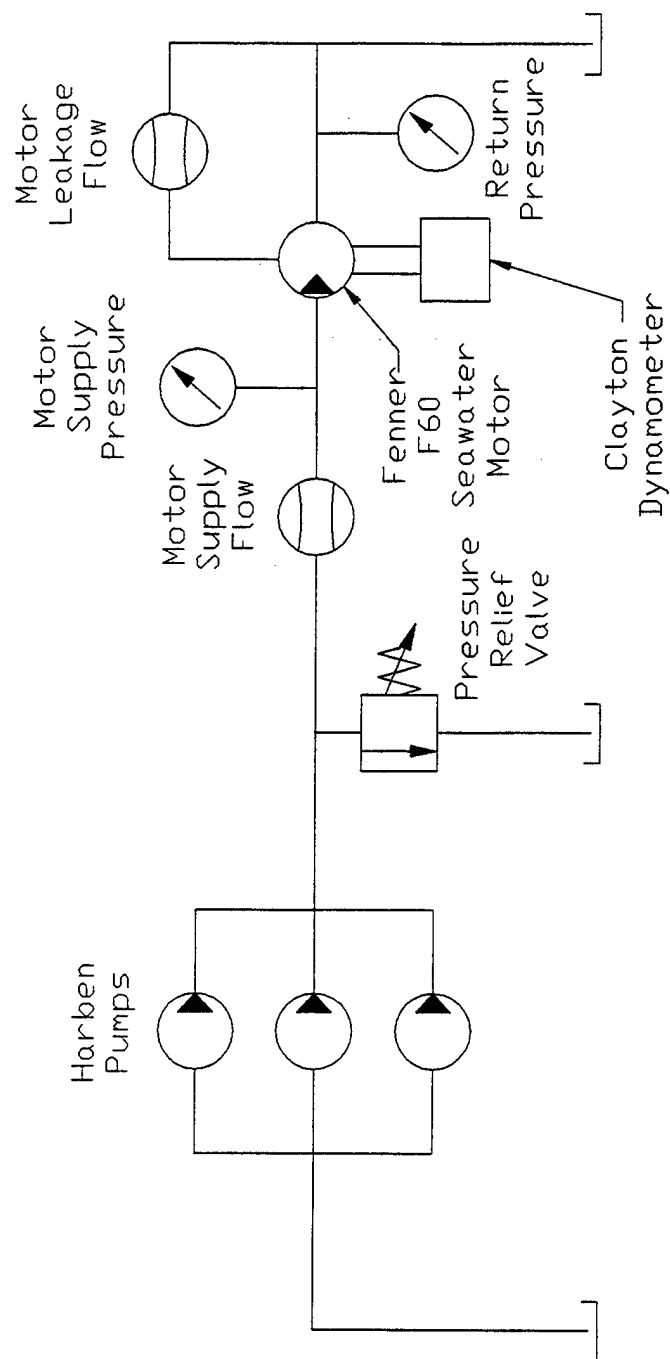 Harben
Pumps
Pressure
Relief
Valve
Motor
Supply
Flow
Motor
Supply
Pressure
Fenner
F60
Seawater
Motor
Clayton
Dynamometer
Motor
Leakage
Flow
Return
Pressure